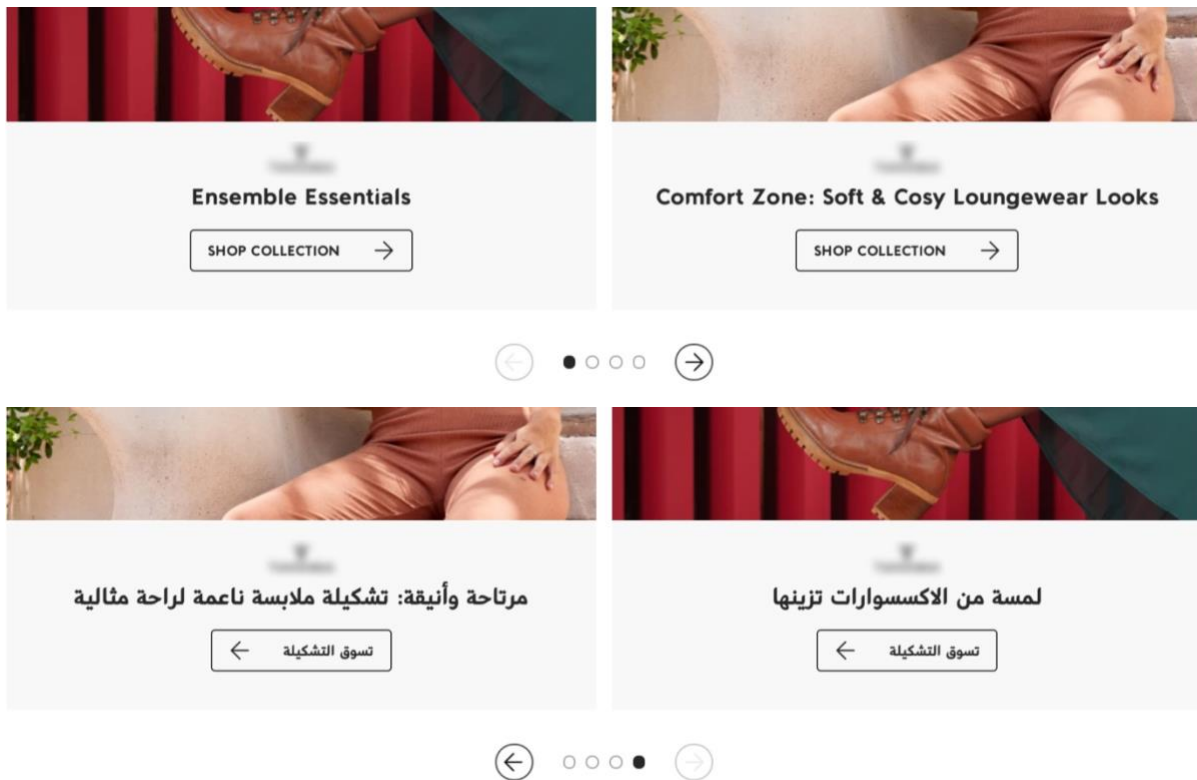 Ensemble Essentials
SHOP COLLECTION
Comfort Zone: Soft & Cosy Loungewear Looks
SHOP COLLECTION
لمسة من الاكسسوارات تزينها
تسوق التشكيلة
مرتاحة وأنيقة: تشكيلة ملابسة ناعمة لراحة مثالية
تسوق التشكيلة